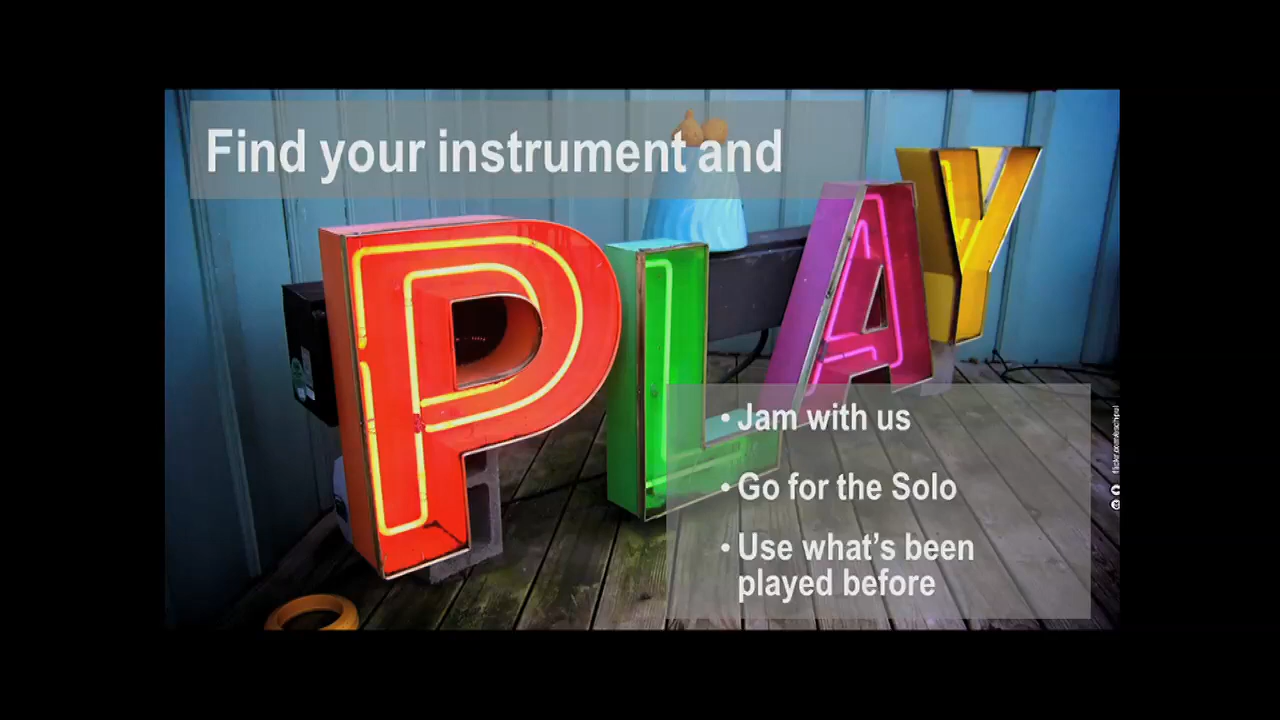 Find your instrument and
PLAY
• Jam with us
• Go for the Solo
• Use what's been
played before